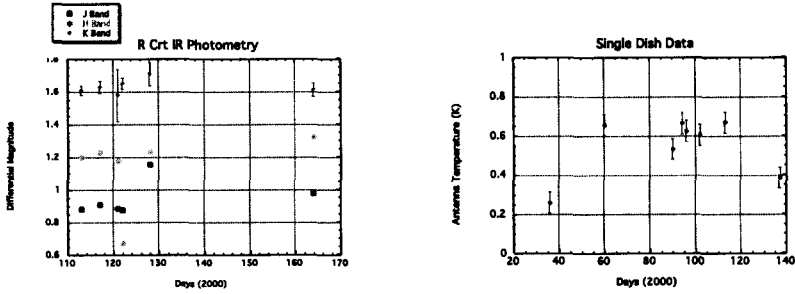 J Band
H Band
K Band
R Crt IR Photometry
Differential Magnitude
1.8
1.6
1.4
1.2
1
0.8
0.6
110 120 130 140 150 160 170
Days (2000)
Single Dish Data
Antenna Temperature (K)
1
0.8
0.6
0.4
0.2
0
20 40 60 80 100 120 140
Days (2000)